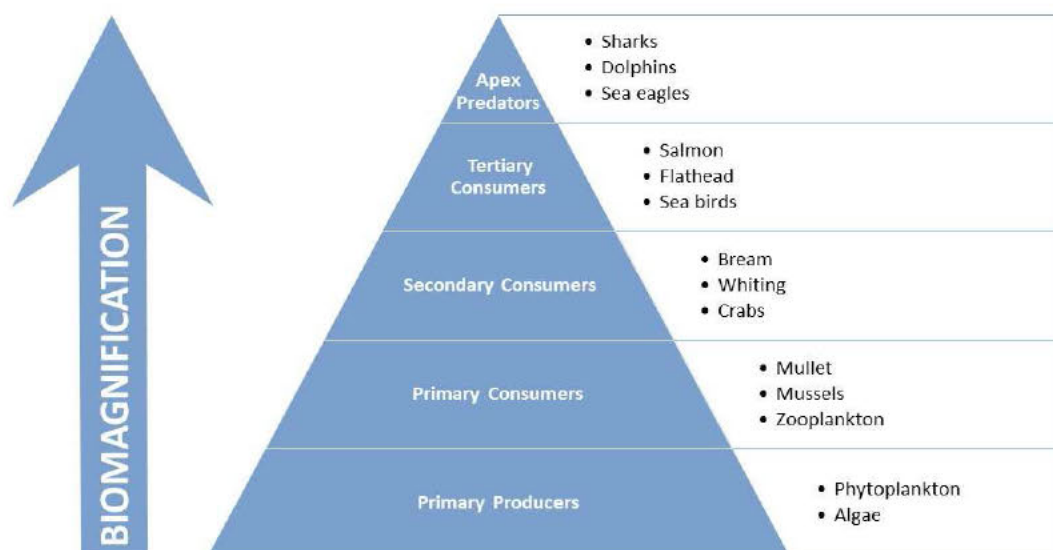 BIOMAGNIFICATION
Apex
Predators
• Sharks
• Dolphins
• Sea eagles
Tertiary
Consumers
• Salmon
• Flathead
• Sea birds
Secondary Consumers
• Bream
• Whiting
• Crabs
Primary Consumers
• Mullet
• Mussels
• Zooplankton
Primary Producers
• Phytoplankton
• Algae